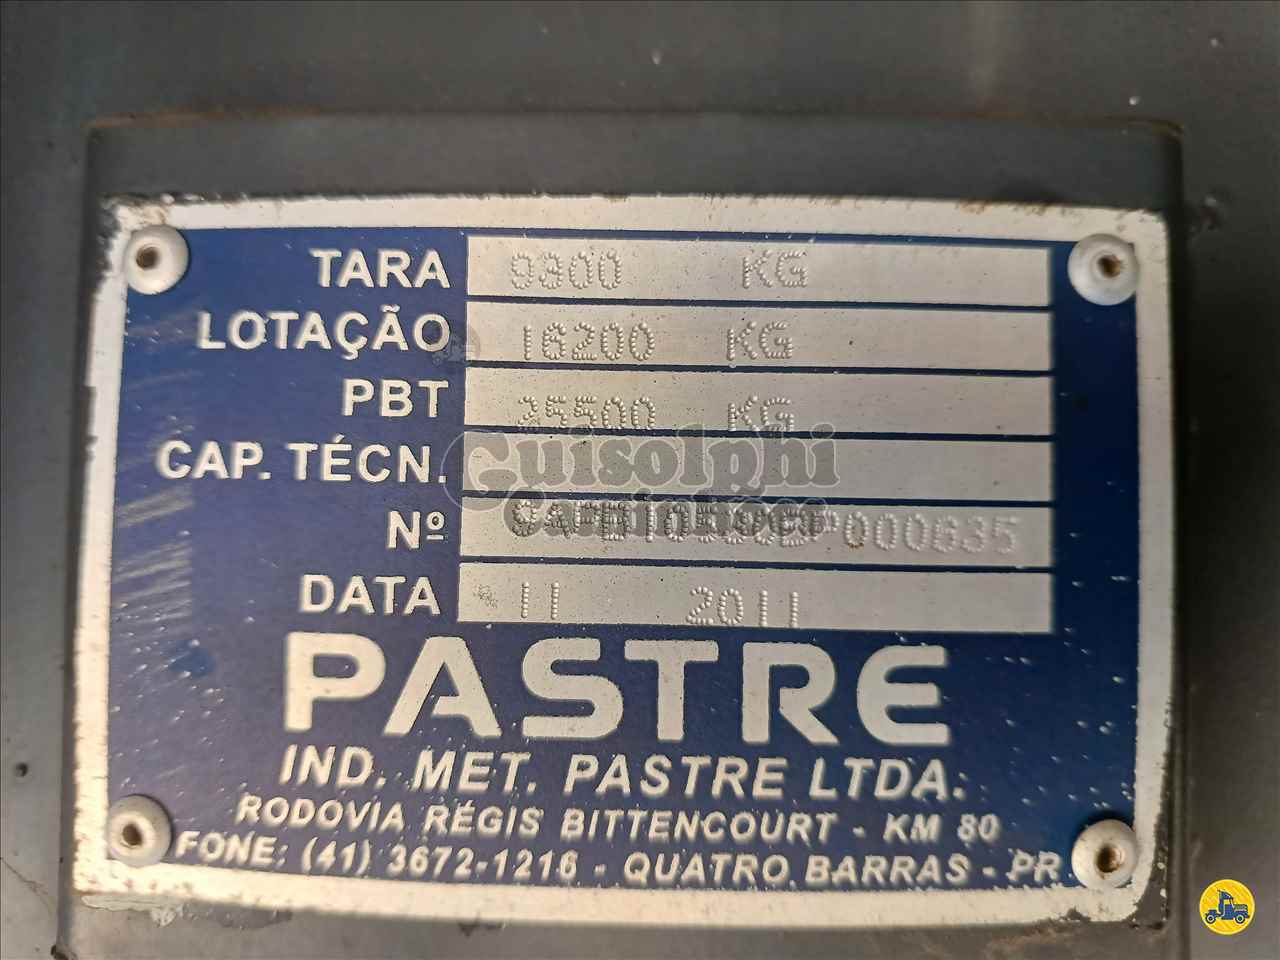 TARA 9300 KG
LOTAÇÃO 16200 KG
PBT 25500 KG
CAP. TÉCN.
Guisolphi
Caminhões
Nº
DATA 11 2011
PASTRE
IND. MET. PASTRE LTDA.
RODOVIA RÉGIS BITTENCOURT - KM 80
FONE: (41) 3672-1216 - QUATRO BARRAS - PR